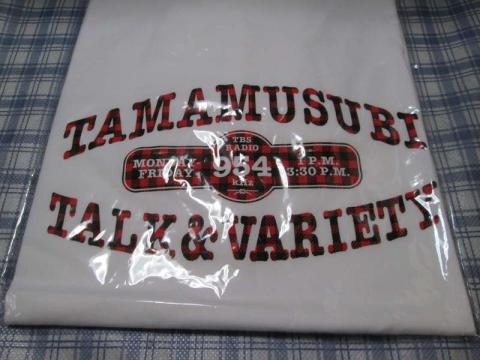 TAMAMUSUBI
TBS
RADIO
MONDAY
FRIDAY
954
1 P.M.
3:30 P.M.
kHz
TALK & VARIETY